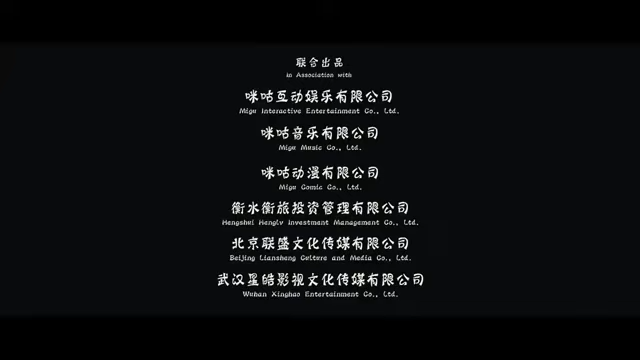 联合出品
in Association with
咪咕互动娱乐有限公司
Migu Interactive Entertainment Co., Ltd.
咪咕音乐有限公司
Migu Music Co., Ltd.
咪咕动漫有限公司
Migu Comic Co., Ltd.
衡水衡旅投资管理有限公司
Hengshui Henglv Investment Management Co., Ltd.
北京联盛文化传媒有限公司
Beijing Liansheng Culture and Media Co., Ltd.
武汉星皓影视文化传媒有限公司
Wuhan Xinghao Entertainment Co., Ltd.